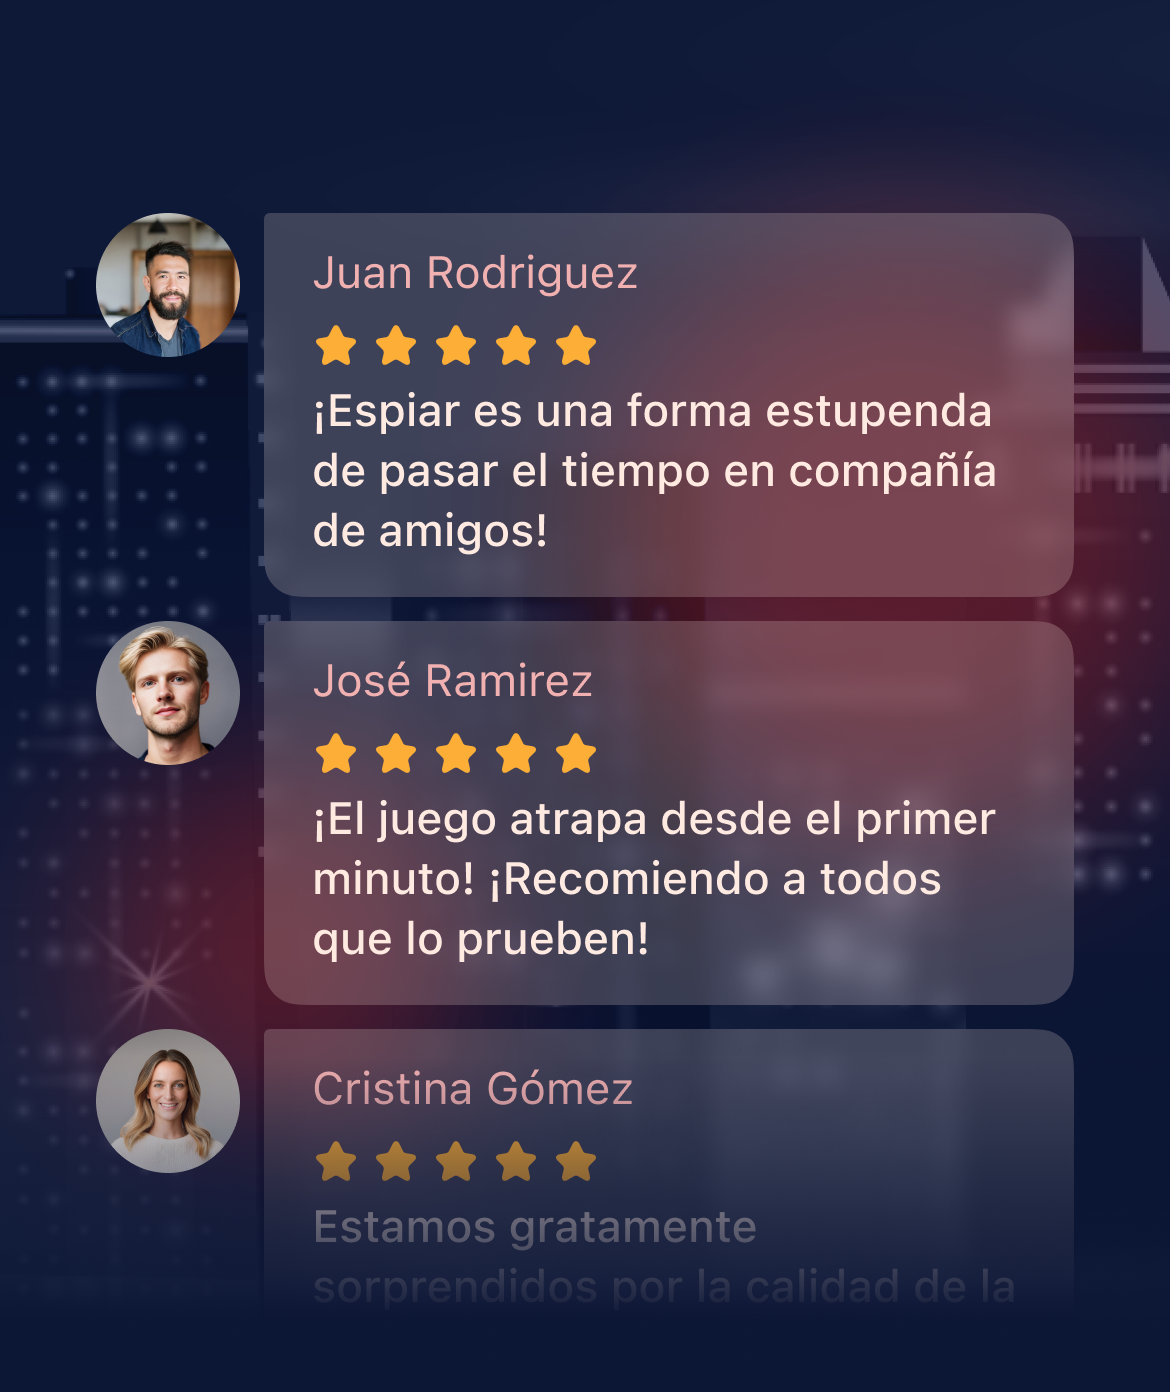 Juan Rodriguez
¡Espiar es una forma estupenda
de pasar el tiempo en compañía
de amigos!
José Ramirez
¡El juego atrapa desde el primer
minuto! ¡Recomiendo a todos
que lo prueben!
Cristina Gómez
Estamos gratamente
sorprendidos por la calidad de la